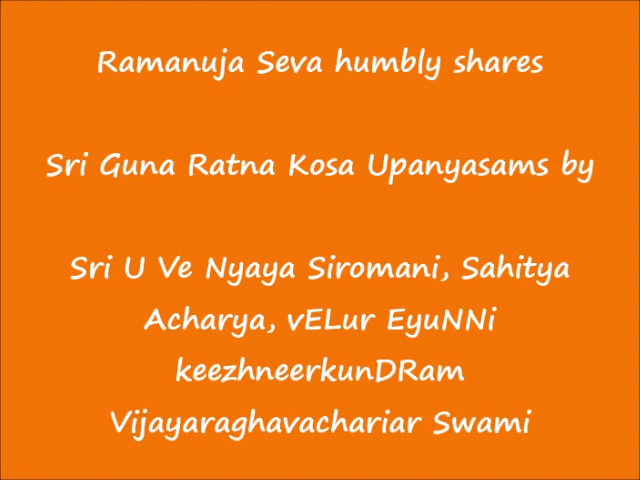 Ramanuja Seva humbly shares
Sri Guna Ratna Kosa Upanyasams by
Sri U Ve Nyaya Siromani, Sahitya
Acharya, vELur EyuNNi
keezhneerkunDRam
Vijayaraghavachariar Swami